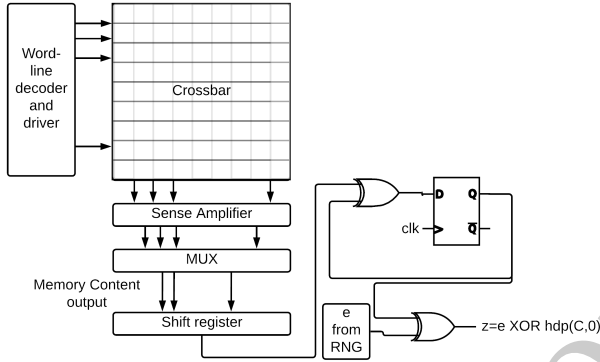 Word-
line
decoder
and
driver
Crossbar
Sense Amplifier
MUX
Memory Content
output
Shift register
D Q
clk
Q
e
from
RNG
z=e XOR hdp(C,0)